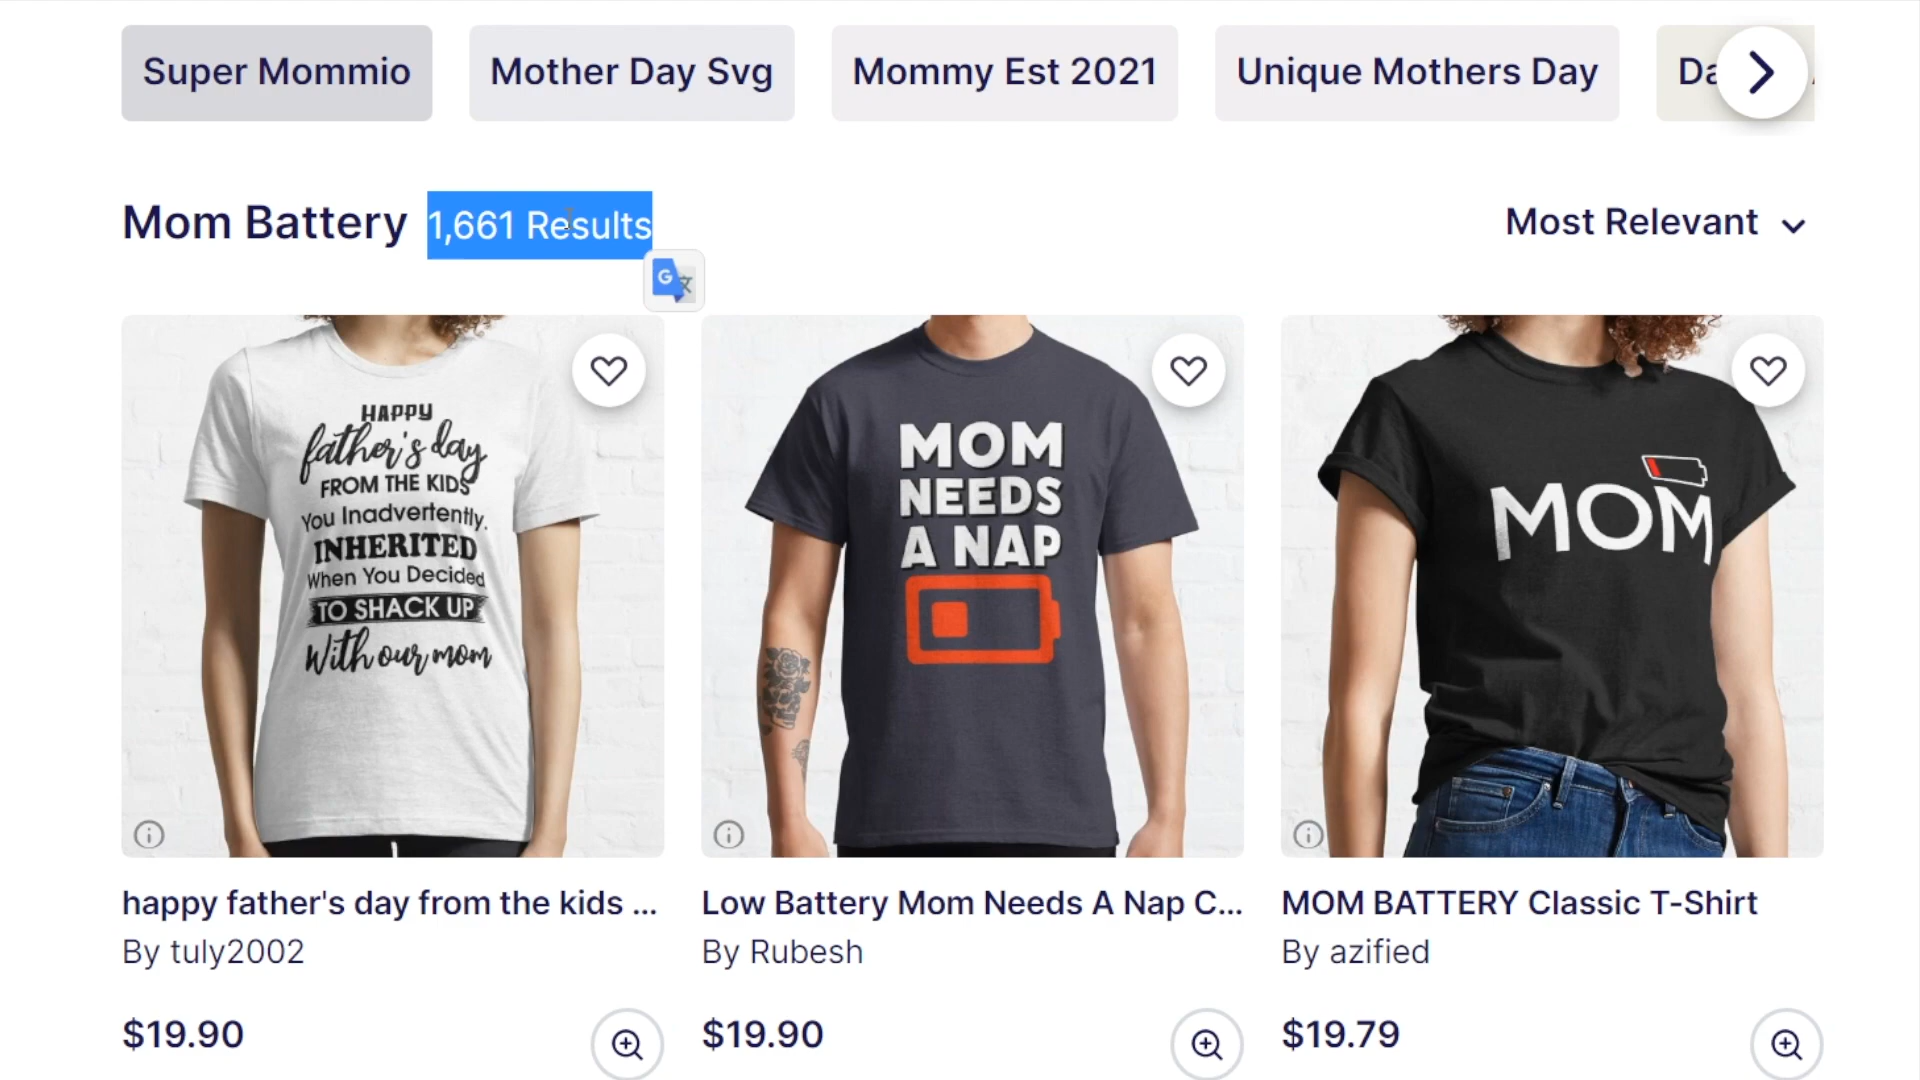 Super Mommio
Mother Day Svg
Mommy Est 2021
Unique Mothers Day
Mom Battery 1,661 Results
Most Relevant
HAPPY
father's day
FROM THE KIDS
You Inadvertently.
INHERITED
When You Decided
TO SHACK UP
With our mom
MOM
NEEDS
A NAP
MOM
happy father's day from the kids ...
By tuly2002
$19.90
Low Battery Mom Needs A Nap C...
By Rubesh
$19.90
MOM BATTERY Classic T-Shirt
By azified
$19.79